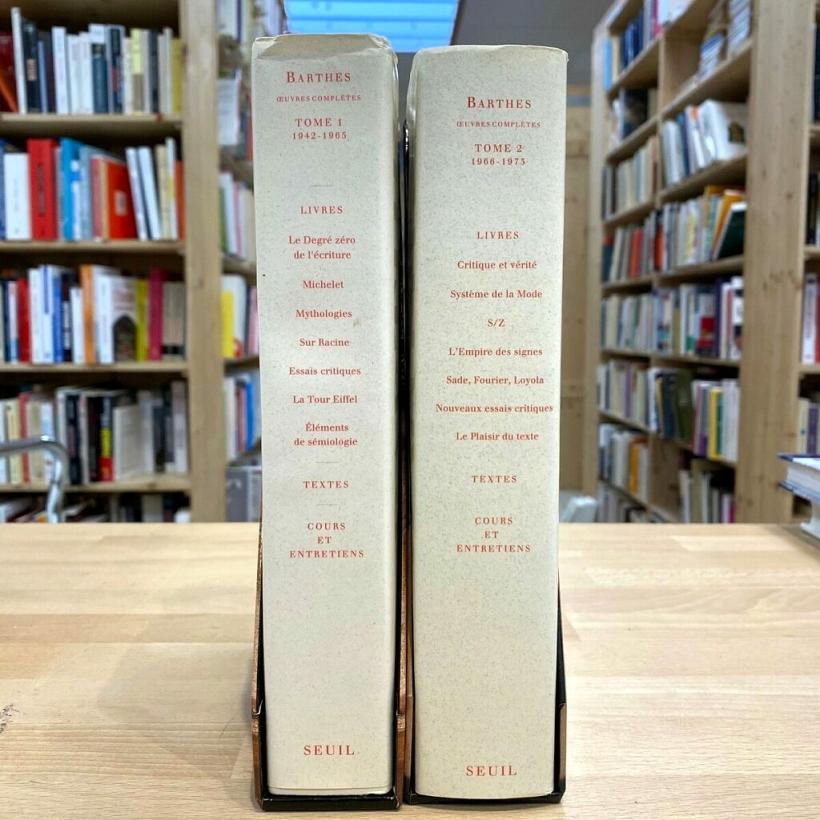 BARTHES
ŒUVRES COMPLÈTES
TOME 1
1942-1965
LIVRES
Le Degré zéro
de l'écriture
Michelet
Mythologies
Sur Racine
Essais critiques
La Tour Eiffel
Éléments
de sémiologie
TEXTES
COURS
ET
ENTRETIENS
SEUIL
BARTHES
ŒUVRES COMPLÈTES
TOME 2
1966-1973
LIVRES
Critique et vérité
Système de la Mode
S/Z
L'Empire des signes
Sade, Fourier, Loyola
Nouveaux essais critiques
Le Plaisir du texte
TEXTES
COURS
ET
ENTRETIENS
SEUIL